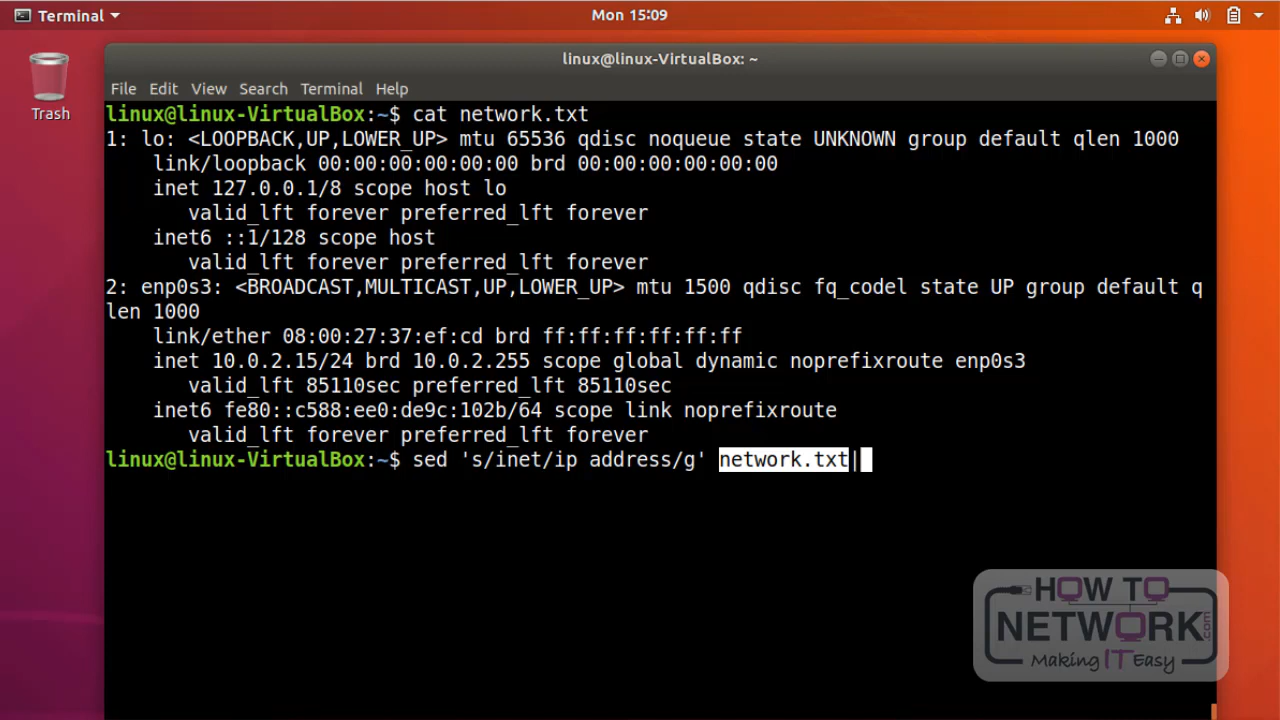 Terminal
Mon 15:09
linux@linux-VirtualBox: ~
Trash
File Edit View Search Terminal Help
linux@linux-VirtualBox:~$ cat network.txt
1: lo: <LOOPBACK,UP,LOWER_UP> mtu 65536 qdisc noqueue state UNKNOWN group default qlen 1000
    link/loopback 00:00:00:00:00:00 brd 00:00:00:00:00:00
    inet 127.0.0.1/8 scope host lo
       valid_lft forever preferred_lft forever
    inet6 ::1/128 scope host
       valid_lft forever preferred_lft forever
2: enp0s3: <BROADCAST,MULTICAST,UP,LOWER_UP> mtu 1500 qdisc fq_codel state UP group default q
len 1000
    link/ether 08:00:27:37:ef:cd brd ff:ff:ff:ff:ff:ff
    inet 10.0.2.15/24 brd 10.0.2.255 scope global dynamic noprefixroute enp0s3
       valid_lft 85110sec preferred_lft 85110sec
    inet6 fe80::c588:ee0:de9c:102b/64 scope link noprefixroute
       valid_lft forever preferred_lft forever
linux@linux-VirtualBox:~$ sed 's/inet/ip address/g' network.txt
HOW TO
NETWORK.com
Making IT Easy